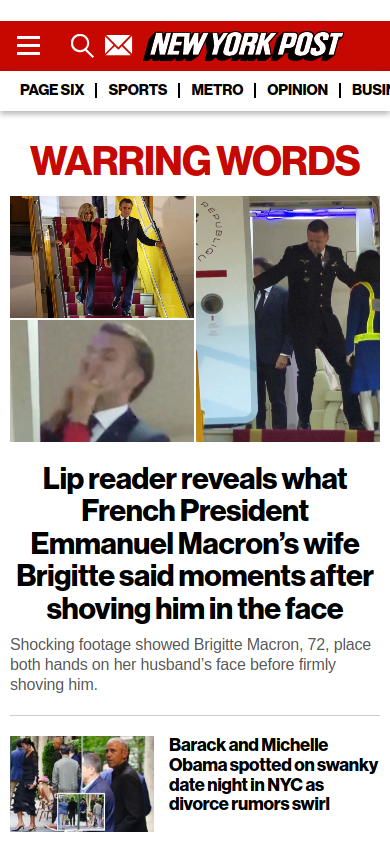 NEW YORK POST
PAGE SIX
SPORTS
METRO
OPINION
BUSI
WARRING WORDS
REPUBLIQU
Lip reader reveals what
French President
Emmanuel Macron’s wife
Brigitte said moments after
shoving him in the face
Shocking footage showed Brigitte Macron, 72, place
both hands on her husband’s face before firmly
shoving him.
Barack and Michelle
Obama spotted on swanky
date night in NYC as
divorce rumors swirl